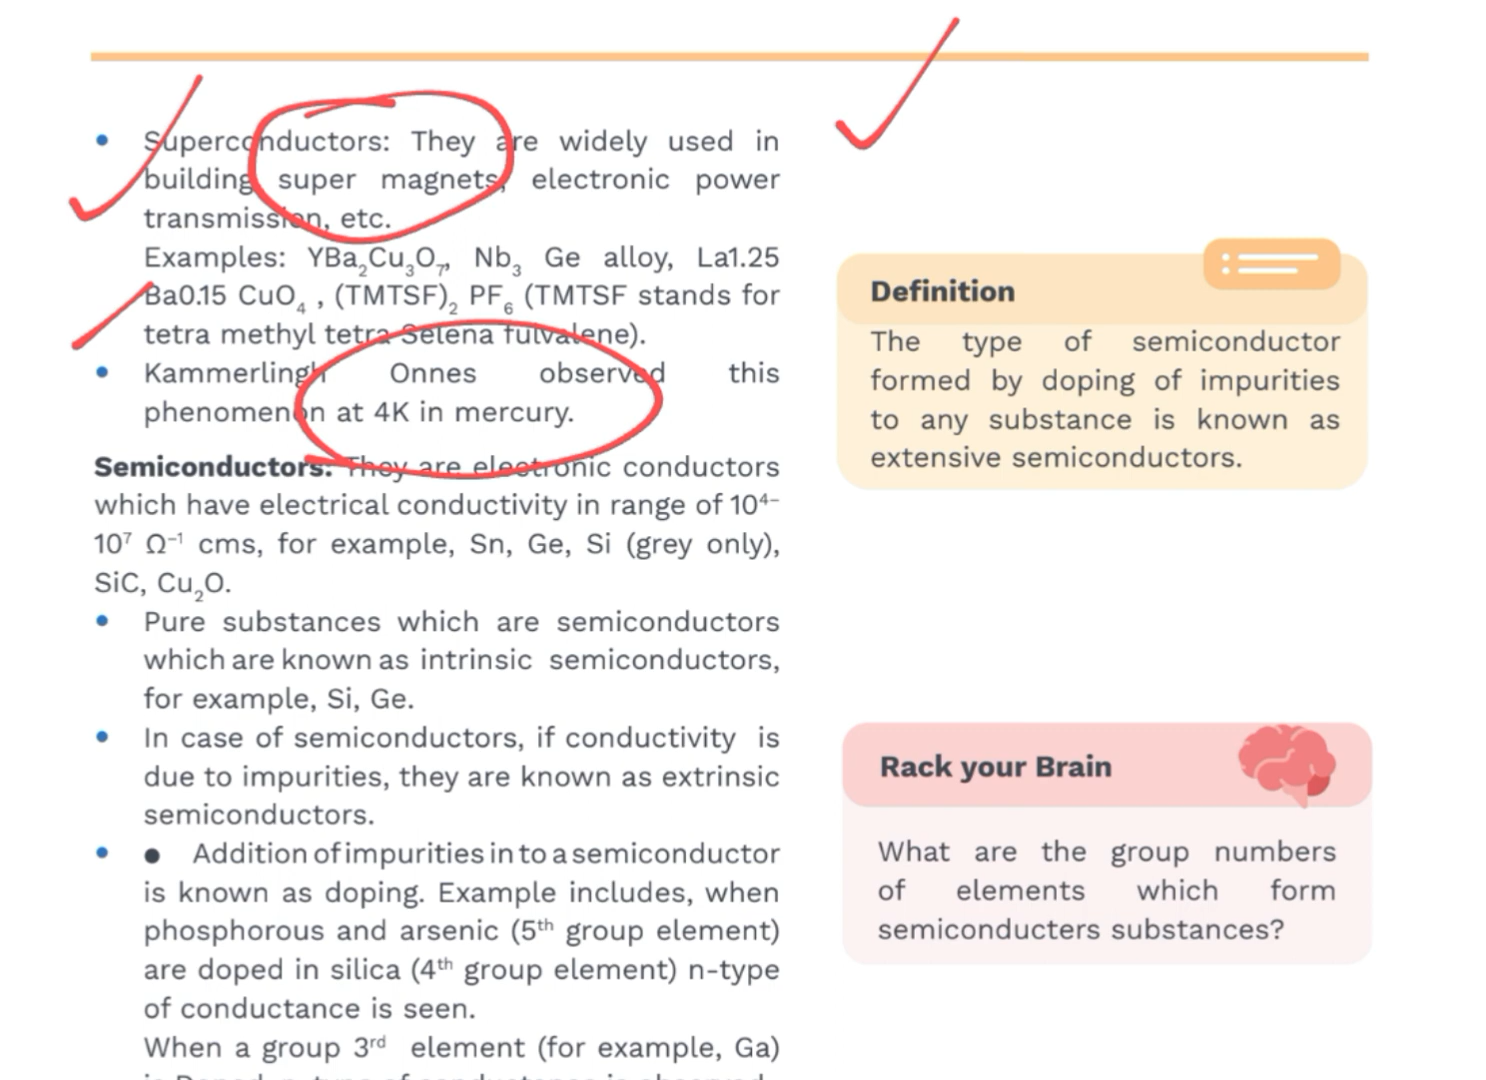 • Superconductors: They are widely used in
building super magnets, electronic power
transmission, etc.
Examples: YBa₂Cu₃O₇, Nb₃ Ge alloy, La1.25
Ba0.15 CuO₄ , (TMTSF)₂ PF₆ (TMTSF stands for
tetra methyl tetra Selena fulvalene).
• Kammerlingh Onnes observed this
phenomenon at 4K in mercury.
Semiconductors: They are electronic conductors
which have electrical conductivity in range of 10⁴⁻
10⁷ Ω⁻¹ cms, for example, Sn, Ge, Si (grey only),
SiC, Cu₂O.
• Pure substances which are semiconductors
which are known as intrinsic semiconductors,
for example, Si, Ge.
• In case of semiconductors, if conductivity is
due to impurities, they are known as extrinsic
semiconductors.
• ● Addition of impurities in to a semiconductor
is known as doping. Example includes, when
phosphorous and arsenic (5ᵗʰ group element)
are doped in silica (4ᵗʰ group element) n-type
of conductance is seen.
When a group 3ʳᵈ element (for example, Ga)
is Doped, p-type of conductance is observed.
Definition
The type of semiconductor
formed by doping of impurities
to any substance is known as
extensive semiconductors.
Rack your Brain
What are the group numbers
of elements which form
semiconducters substances?